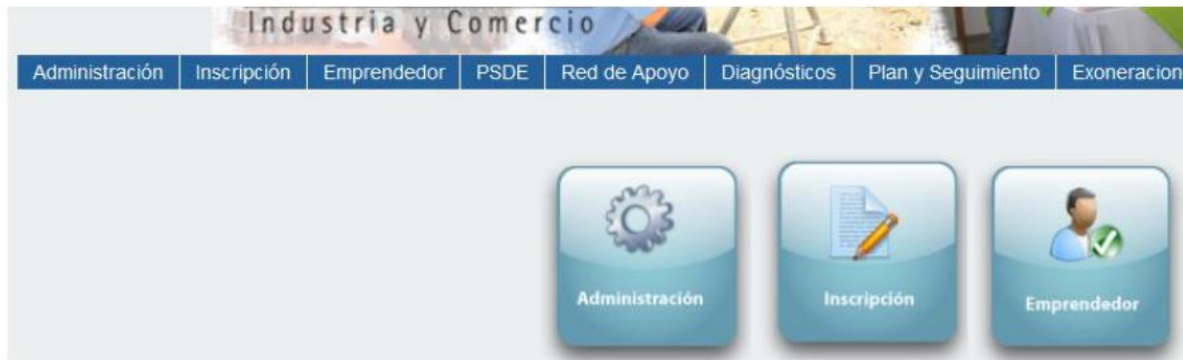 Industria y Comercio
Administración Inscripción Emprendedor PSDE Red de Apoyo Diagnósticos Plan y Seguimiento Exoneracion
Administración Inscripción Emprendedor